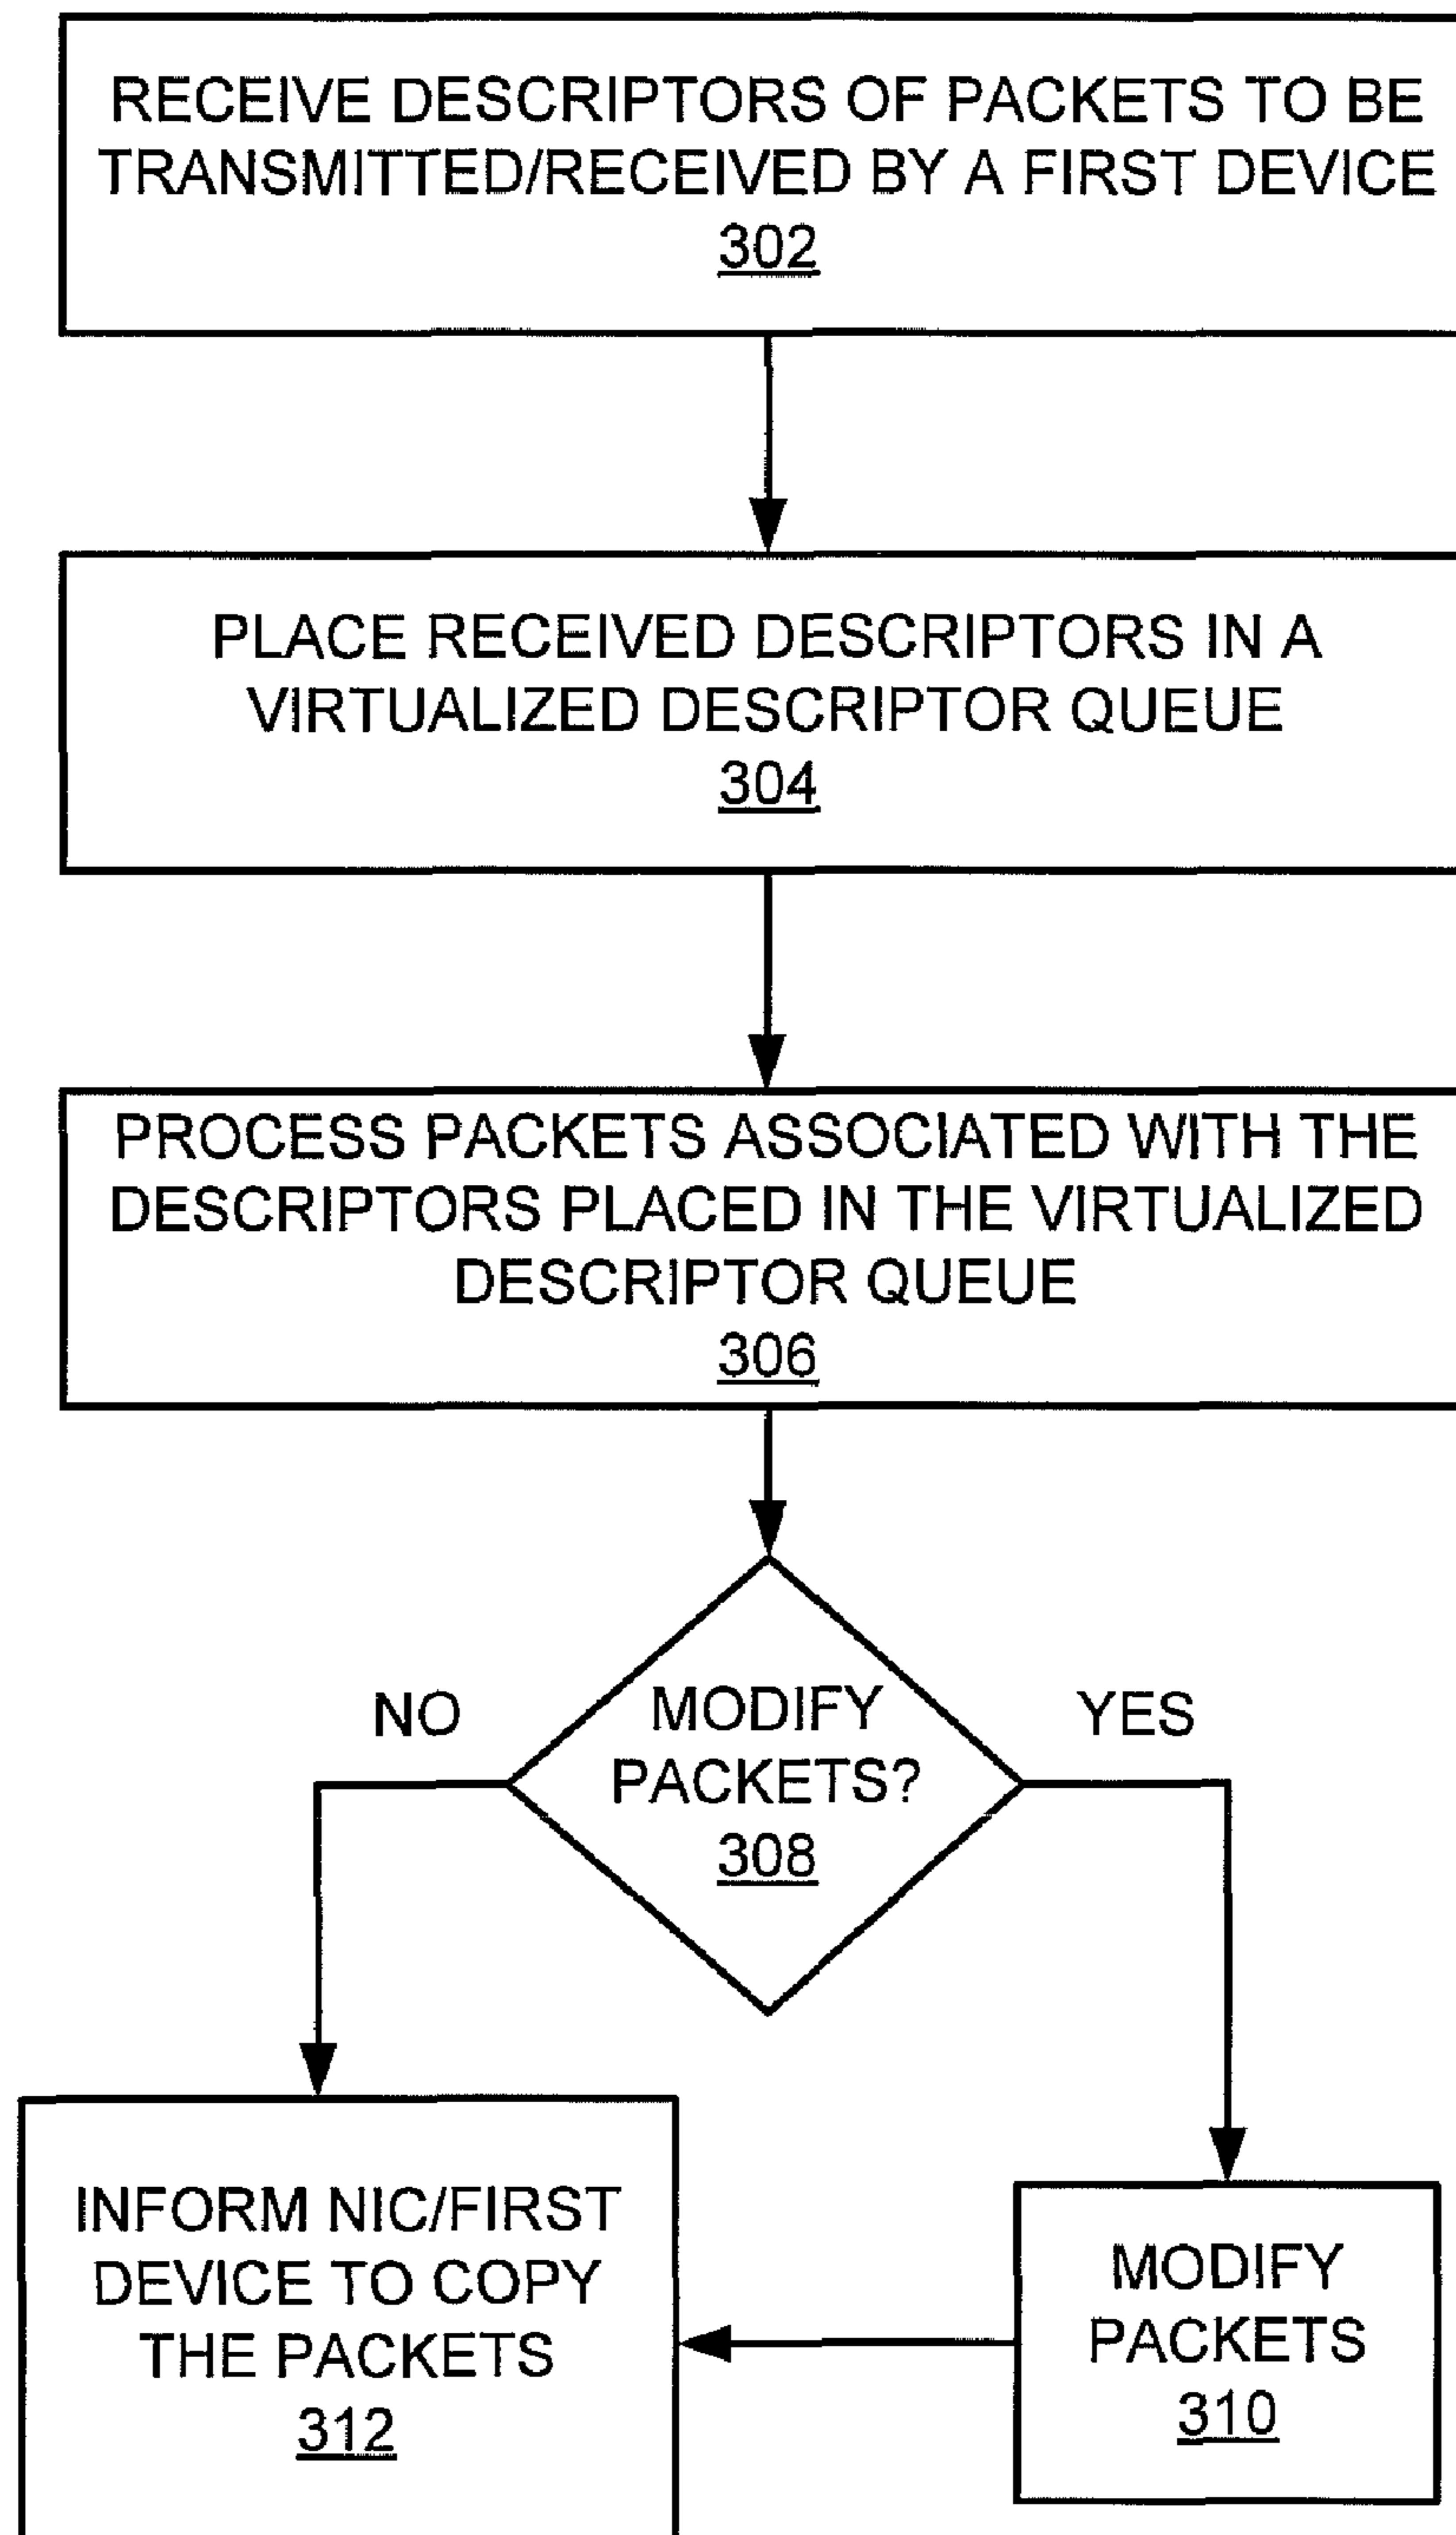 RECEIVE DESCRIPTORS OF PACKETS TO BE
TRANSMITTED/RECEIVED BY A FIRST DEVICE
302
PLACE RECEIVED DESCRIPTORS IN A
VIRTUALIZED DESCRIPTOR QUEUE
304
PROCESS PACKETS ASSOCIATED WITH THE
DESCRIPTORS PLACED IN THE VIRTUALIZED
DESCRIPTOR QUEUE
306
NO
MODIFY
PACKETS?
308
YES
INFORM NIC/FIRST
DEVICE TO COPY
THE PACKETS
312
MODIFY
PACKETS
310